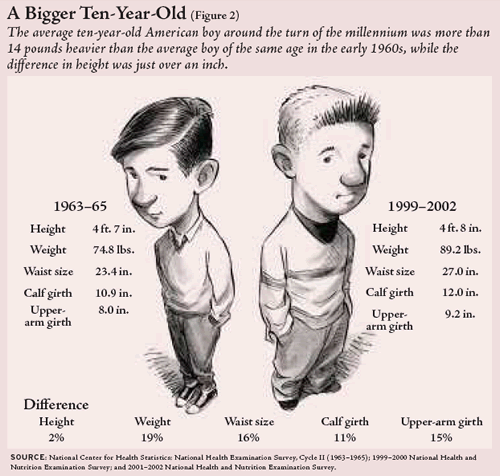 A Bigger Ten-Year-Old (Figure 2)
The average ten-year-old American boy around the turn of the millennium was more than
14 pounds heavier than the average boy of the same age in the early 1960s, while the
difference in height was just over an inch.
1963–65
Height 4 ft. 7 in.
Weight 74.8 lbs.
Waist size 23.4 in.
Calf girth 10.9 in.
Upper-
arm girth 8.0 in.
1999–2002
Height 4 ft. 8 in.
Weight 89.2 lbs.
Waist size 27.0 in.
Calf girth 12.0 in.
Upper-
arm girth 9.2 in.
Difference
Height Weight Waist size Calf girth Upper-arm girth
2% 19% 16% 11% 15%
SOURCE: National Center for Health Statistics: National Health Examination Survey, Cycle II (1963–1965); 1999–2000 National Health and
Nutrition Examination Survey; and 2001–2002 National Health and Nutrition Examination Survey.